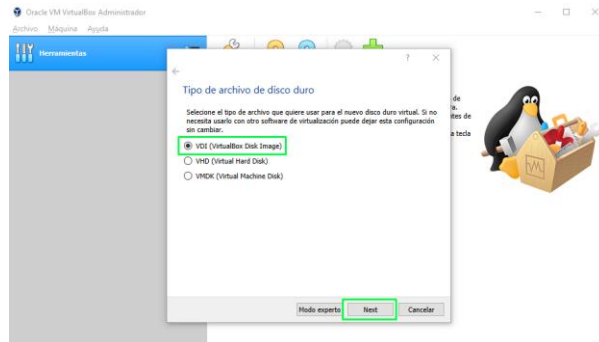 Oracle VM VirtualBox Administrador
Archivo Máquina Ayuda
Herramientas
?
Tipo de archivo de disco duro
Selecione el tipo de archivo que quiere usar para el nuevo disco duro virtual. Si no
necesita usarlo con otro software de virtualización puede dejar esta configuración
sin cambiar.
VDI (VirtualBox Disk Image)
VHD (Virtual Hard Disk)
VMDK (Virtual Machine Disk)
de
a.
tes de
a tecla
Modo experto Next Cancelar